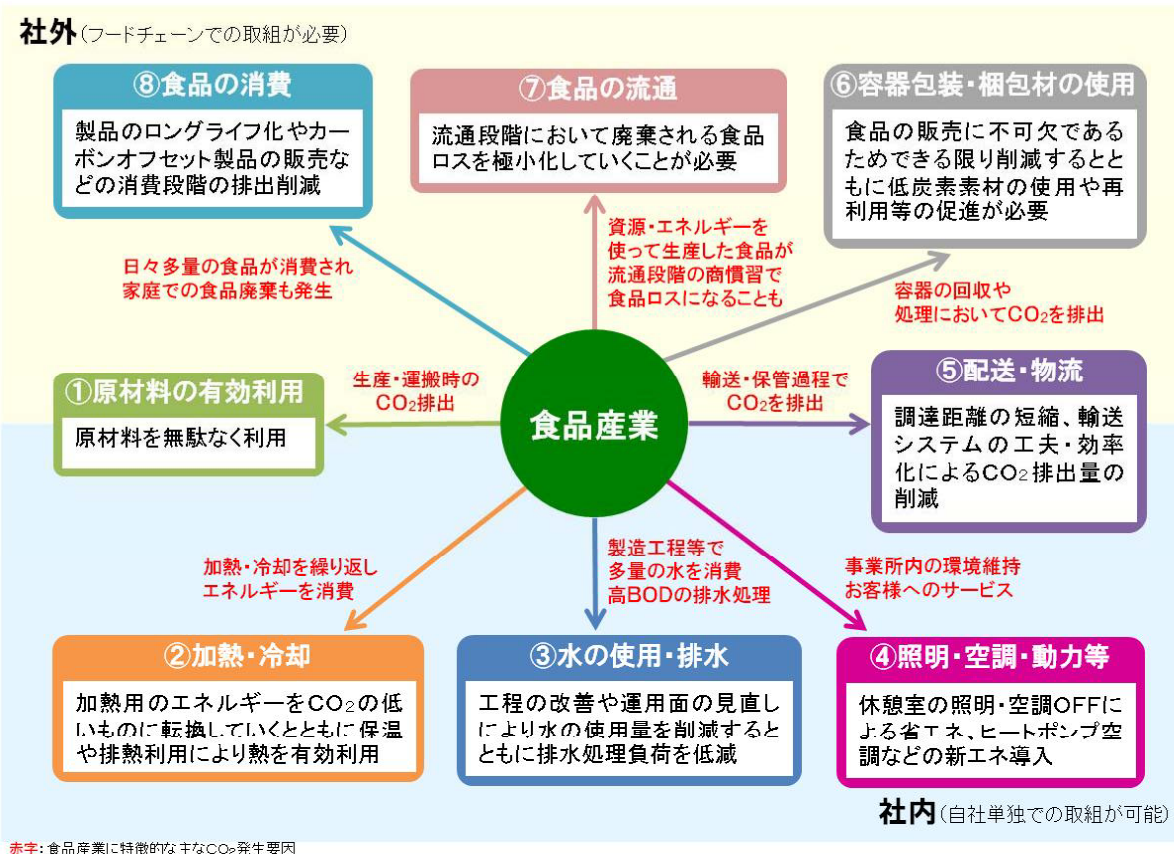 社外(フードチェーンでの取組が必要)
⑧食品の消費
製品のロングライフ化やカー
ボンオフセット製品の販売な
どの消費段階の排出削減
⑦食品の流通
流通段階において廃棄される食品
ロスを極小化していくことが必要
⑥容器包装・梱包材の使用
食品の販売に不可欠である
ためできる限り削減するとと
もに低炭素素材の使用や再
利用等の促進が必要
日々多量の食品が消費され
家庭での食品廃棄も発生
資源・エネルギーを
使って生産した食品が
流通段階の商慣習で
食品ロスになることも
容器の回収や
処理においてCO₂を排出
①原材料の有効利用
原材料を無駄なく利用
生産・運搬時の
CO₂排出
食品産業
輸送・保管過程で
CO₂を排出
⑤配送・物流
調達距離の短縮、輸送
システムの工夫・効率
化によるCO₂排出量の
削減
加熱・冷却を繰り返し
エネルギーを消費
製造工程等で
多量の水を消費
高BODの排水処理
事業所内の環境維持
お客様へのサービス
②加熱・冷却
加熱用のエネルギーをCO₂の低
いものに転換していくとともに保温
や排熱利用により熱を有効利用
③水の使用・排水
工程の改善や運用面の見直し
により水の使用量を削減すると
ともに排水処理負荷を低減
④照明・空調・動力等
休憩室の照明・空調OFFに
よる省エネ、ヒートポンプ空
調などの新エネ導入
社内(自社単独での取組が可能)
赤字:食品産業に特徴的な主なCO₂発生要因